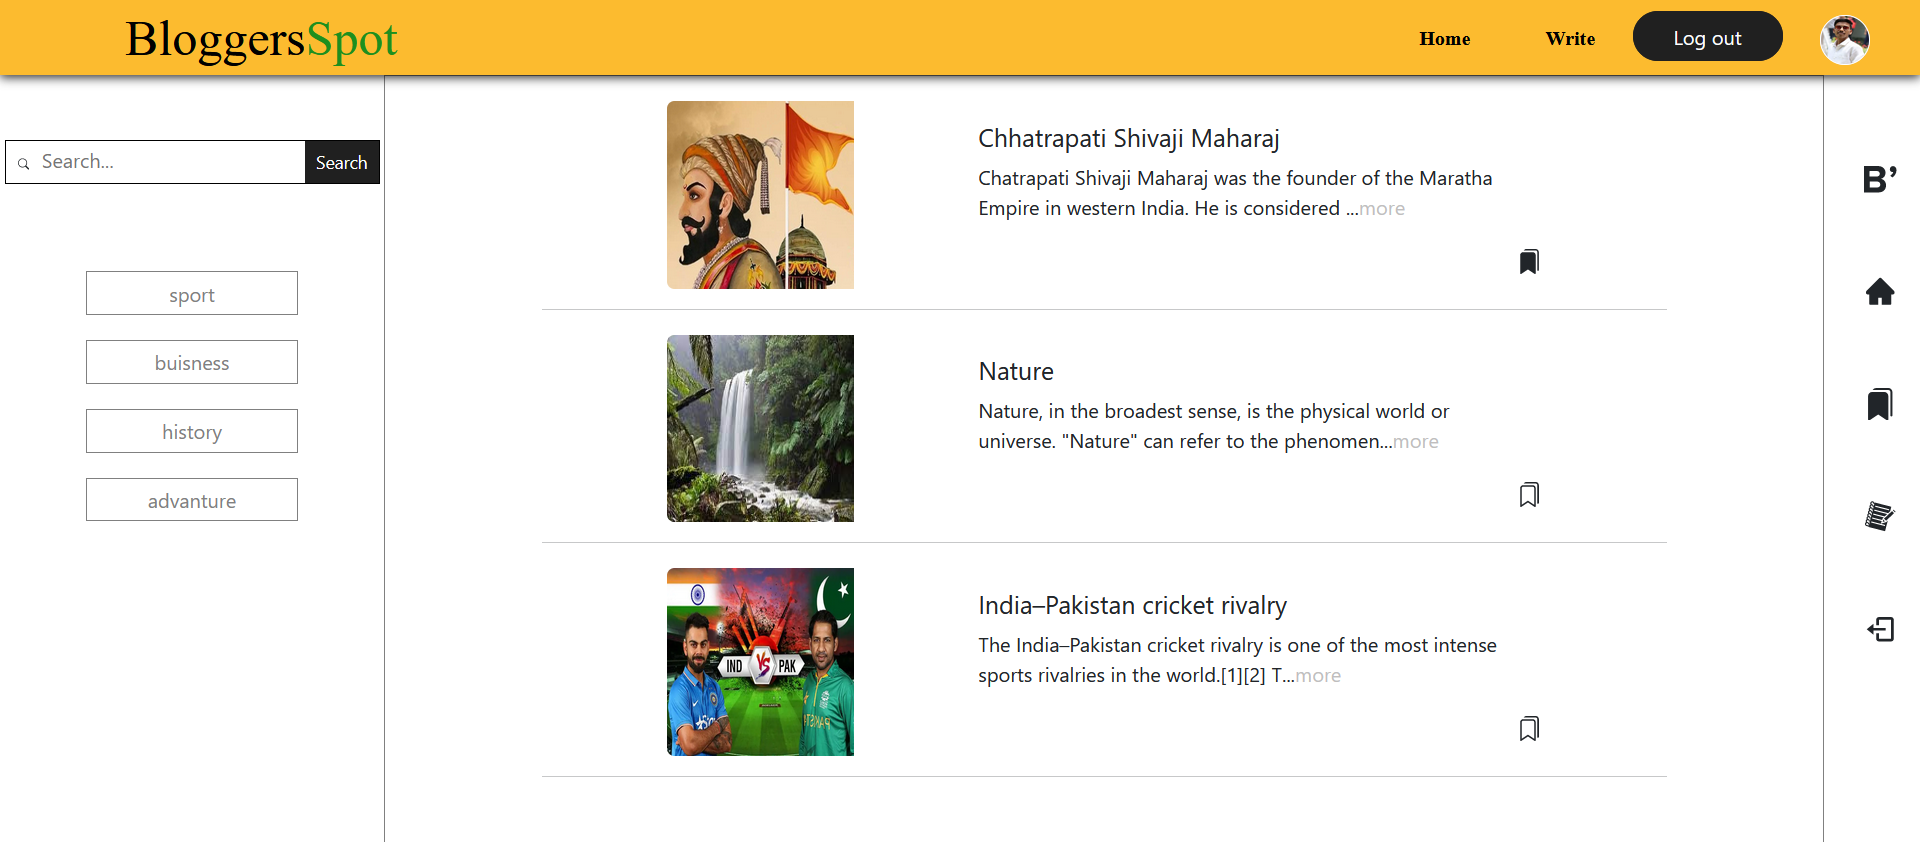 BloggersSpot
Home
Write
Log out
Search...
Search
sport
buisness
history
advanture
Chhatrapati Shivaji Maharaj
Chatrapati Shivaji Maharaj was the founder of the Maratha
Empire in western India. He is considered ...more
Nature
Nature, in the broadest sense, is the physical world or
universe. "Nature" can refer to the phenomen...more
IND VS PAK
India–Pakistan cricket rivalry
The India–Pakistan cricket rivalry is one of the most intense
sports rivalries in the world.[1][2] T...more
B’